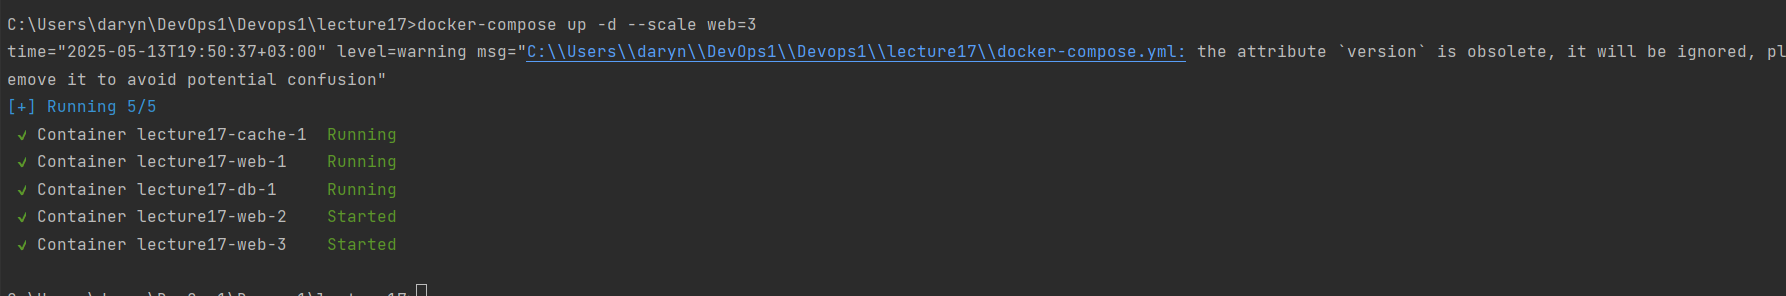 C:\Users\daryn\DevOps1\Devops1\lecture17>docker-compose up -d --scale web=3
time="2025-05-13T19:50:37+03:00" level=warning msg="C:\\Users\\daryn\\DevOps1\\Devops1\\lecture17\\docker-compose.yml: the attribute `version` is obsolete, it will be ignored, pl
emove it to avoid potential confusion"
[+] Running 5/5
✓ Container lecture17-cache-1 Running
✓ Container lecture17-web-1 Running
✓ Container lecture17-db-1 Running
✓ Container lecture17-web-2 Started
✓ Container lecture17-web-3 Started